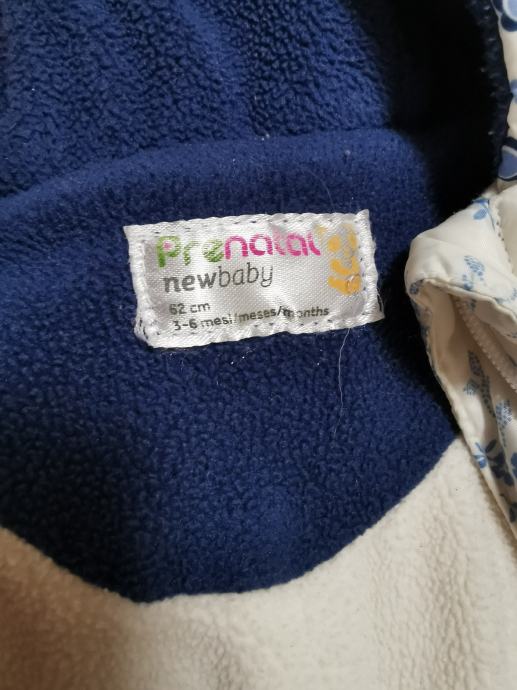 Prenatal
newbaby
62 cm
3-6 mesi/meses/months